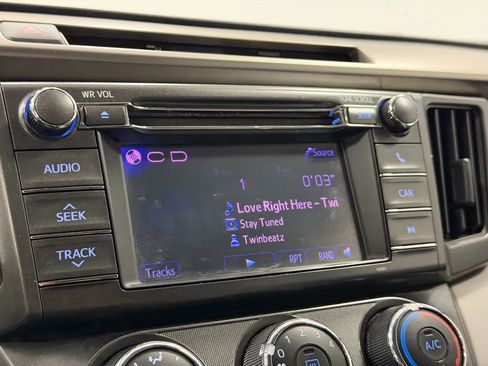 PWR VOL
TUNE·SCROLL
SETUP
AUDIO
CD
Source
1
0'03"
SEEK
CAR
Love Right Here - Twi
Stay Tuned
Twinbeatz
TRACK
Tracks
RPT
RAND
A/C